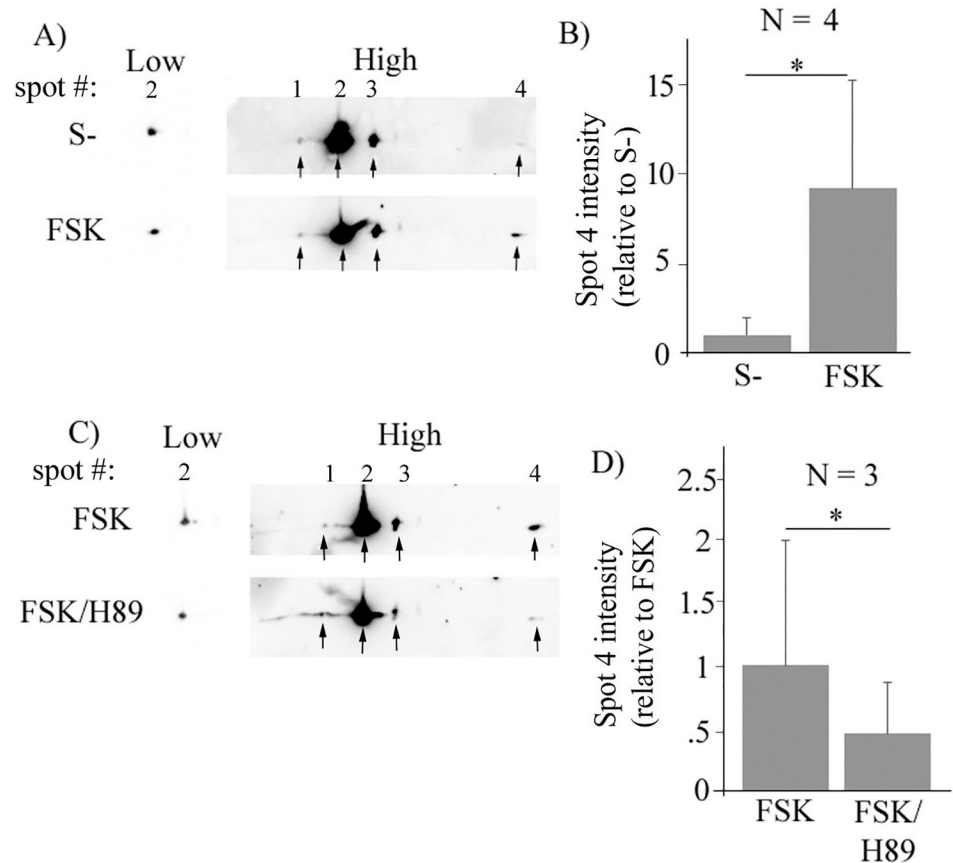 A)
Low
High
spot #:
2
1 2 3 4
S-
FSK
B)
N = 4
*
Spot 4 intensity
(relative to S-)
15
10
5
0
S-
FSK
C)
Low
High
spot #:
2
1 2 3 4
FSK
FSK/H89
D)
N = 3
*
Spot 4 intensity
(relative to FSK)
2.5
2
1.5
1
.5
0
FSK
FSK/
H89